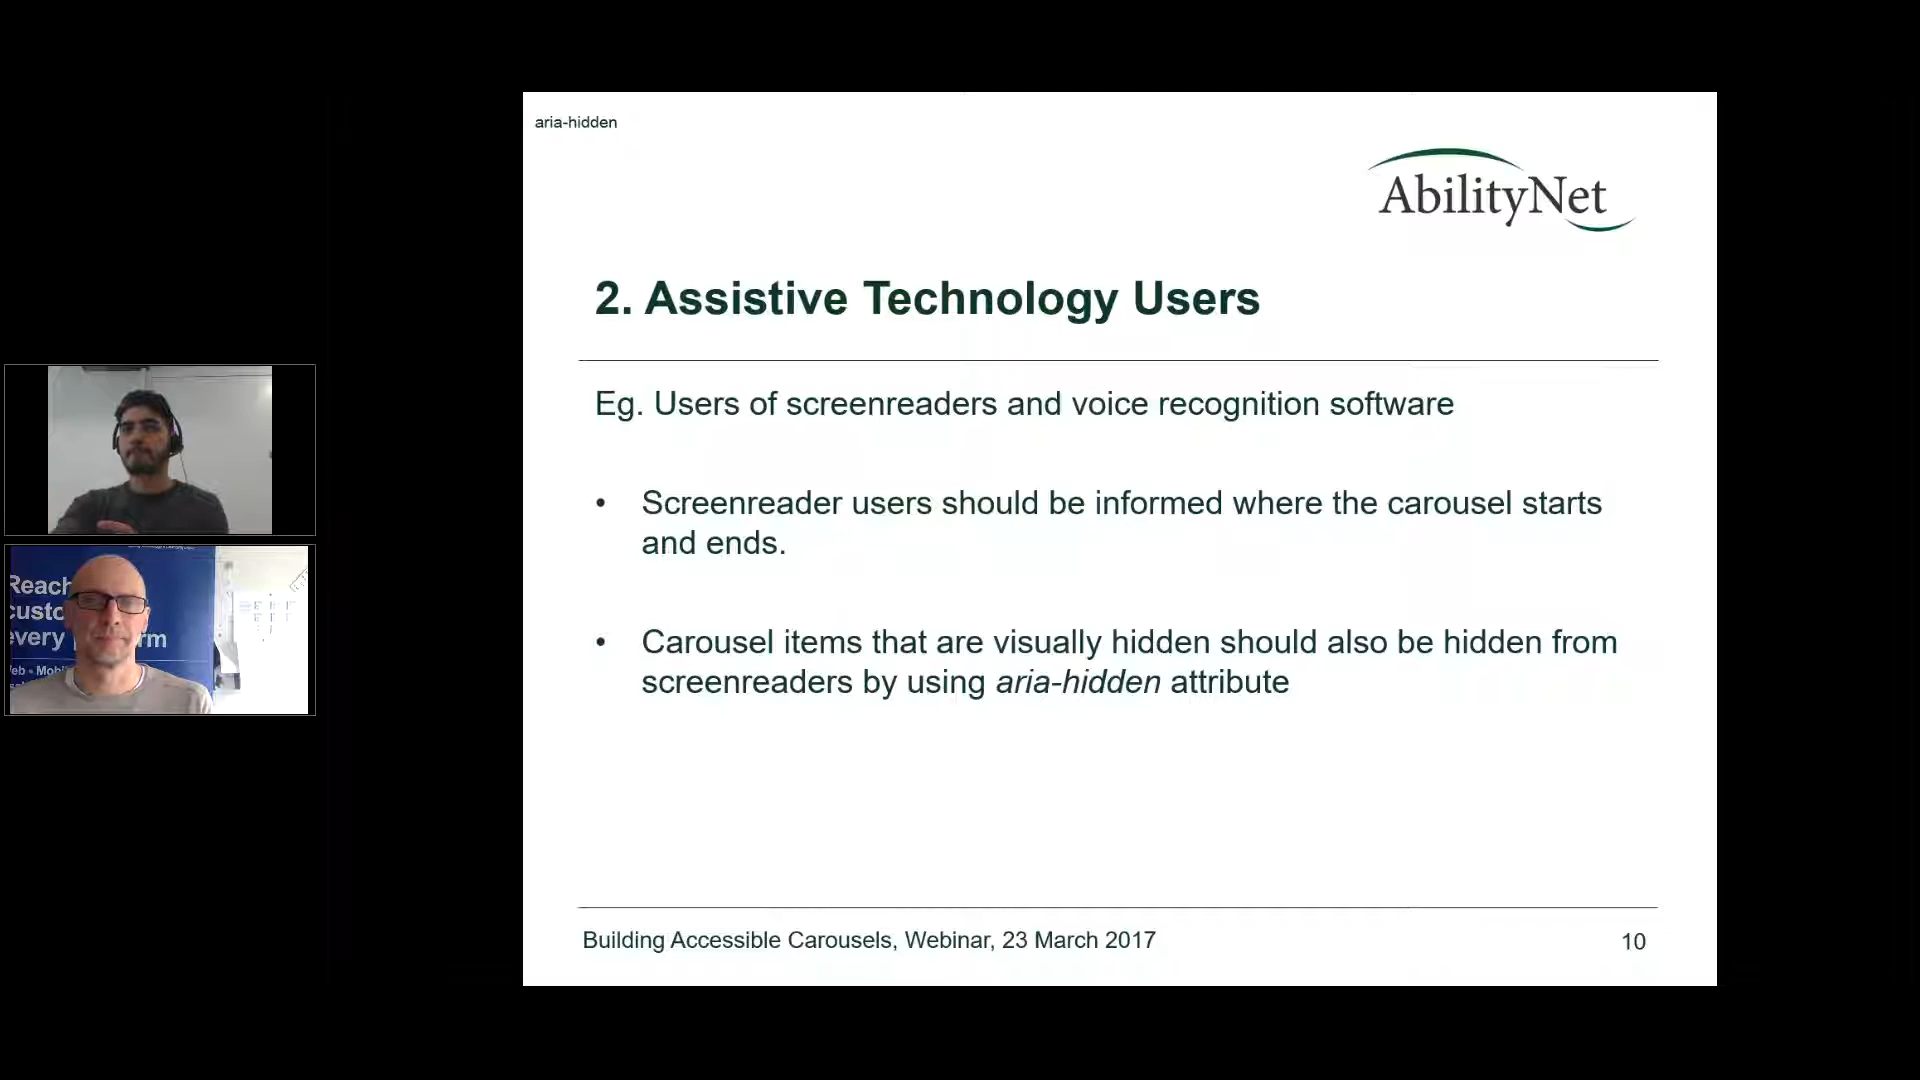 aria-hidden
AbilityNet
2. Assistive Technology Users
Eg. Users of screenreaders and voice recognition software
• Screenreader users should be informed where the carousel starts
and ends.
• Carousel items that are visually hidden should also be hidden from
screenreaders by using aria-hidden attribute
Building Accessible Carousels, Webinar, 23 March 2017
10
Reach
every